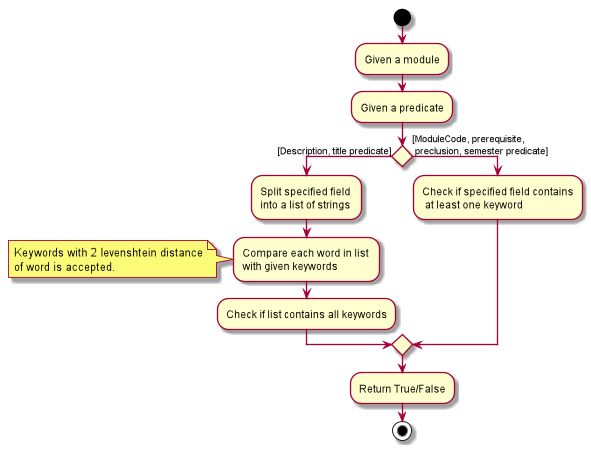 Given a module
Given a predicate
[Description, title predicate]
[ModuleCode, prerequisite,
preclusion, semester predicate]
Split specified field
into a list of strings
Check if specified field contains
at least one keyword
Keywords with 2 levenshtein distance
of word is accepted.
Compare each word in list
with given keywords
Check if list contains all keywords
Return True/False